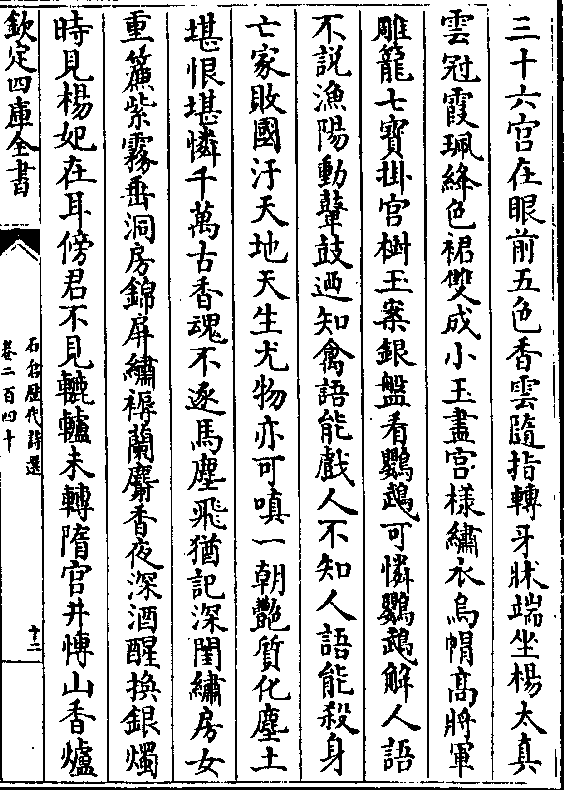 三十六宫在眼前五色香雲隨指轉牙牀端坐楊太真
雲冠霞珮絳色裙雙成小玉盡宫様繡衣烏帽髙將軍
雕籠七寳掛官樹玉案銀盤看鸚鵡可憐鸚鵡解人語
不説漁陽動鼙鼓廼知禽語能戲人不知人語能殺身
亡家敗國汙天地天生尤物亦可嗔一朝艷質化塵土
堪恨堪憐千萬古香魂不逐馬塵飛猶記深閨繡房女
重簾紫霧垂洞房錦屏繡褥蘭麝香夜深酒醒換銀燭
時見楊妃在耳傍君不見轆轤未轉隋宫井慱山香爐
欽定四庫全書
石倉歴代詩選
卷二百四十
十二